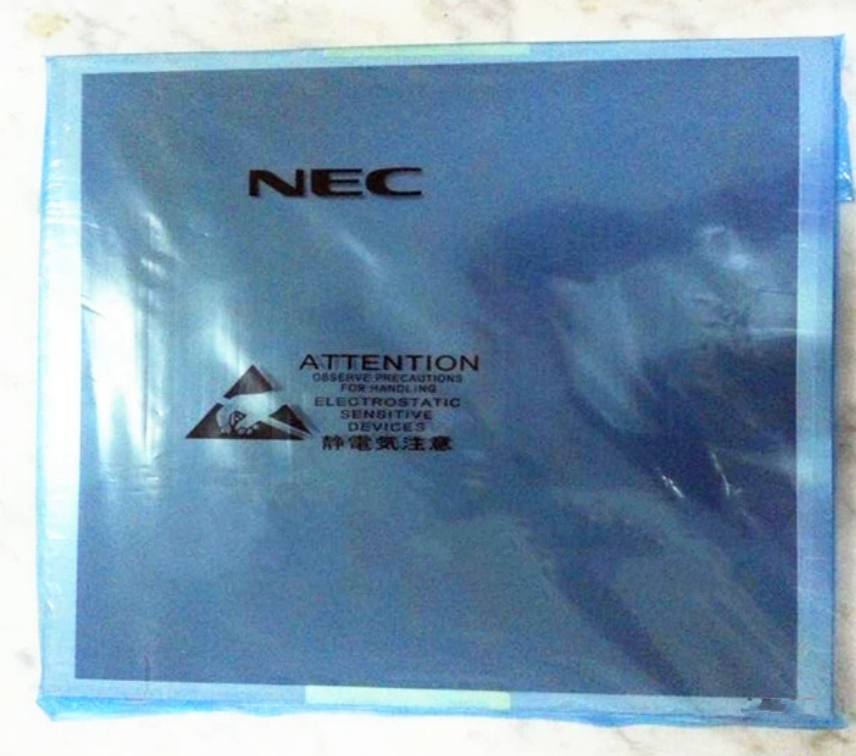 NEC
ATTENTION
OBSERVE PRECAUTIONS
FOR HANDLING
ELECTROSTATIC
SENSITIVE
DEVICES
静電気注意